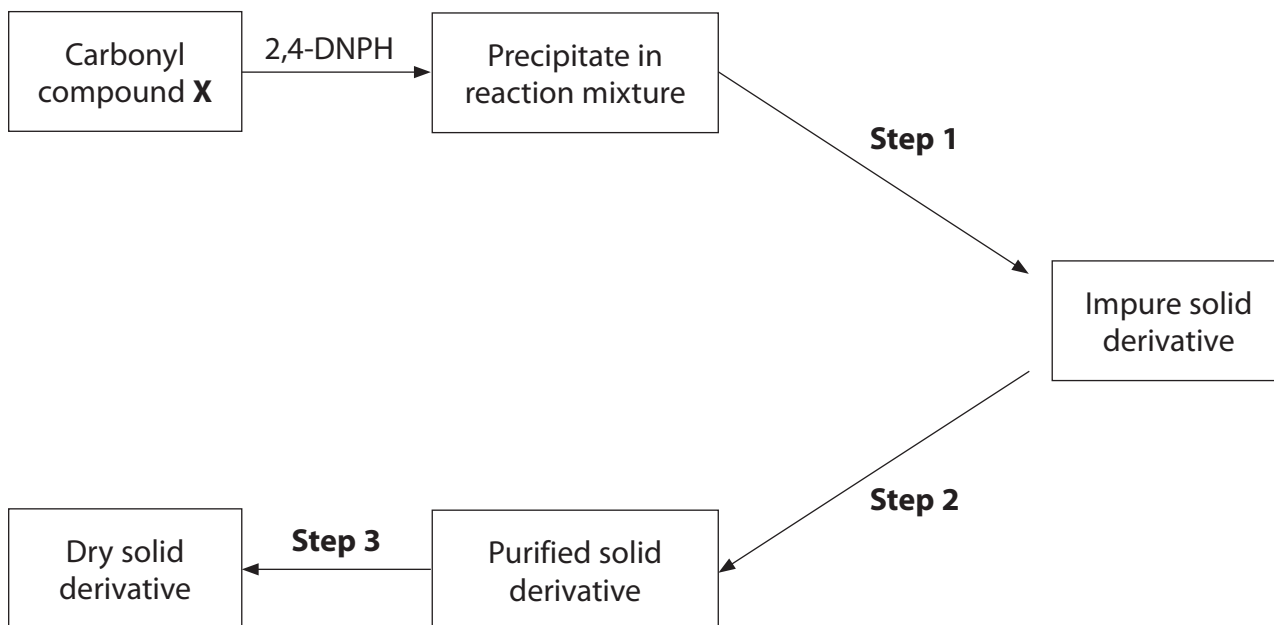 Carbonyl
compound X
2,4-DNPH
Precipitate in
reaction mixture
Step 1
Impure solid
derivative
Step 2
Purified solid
derivative
Step 3
Dry solid
derivative